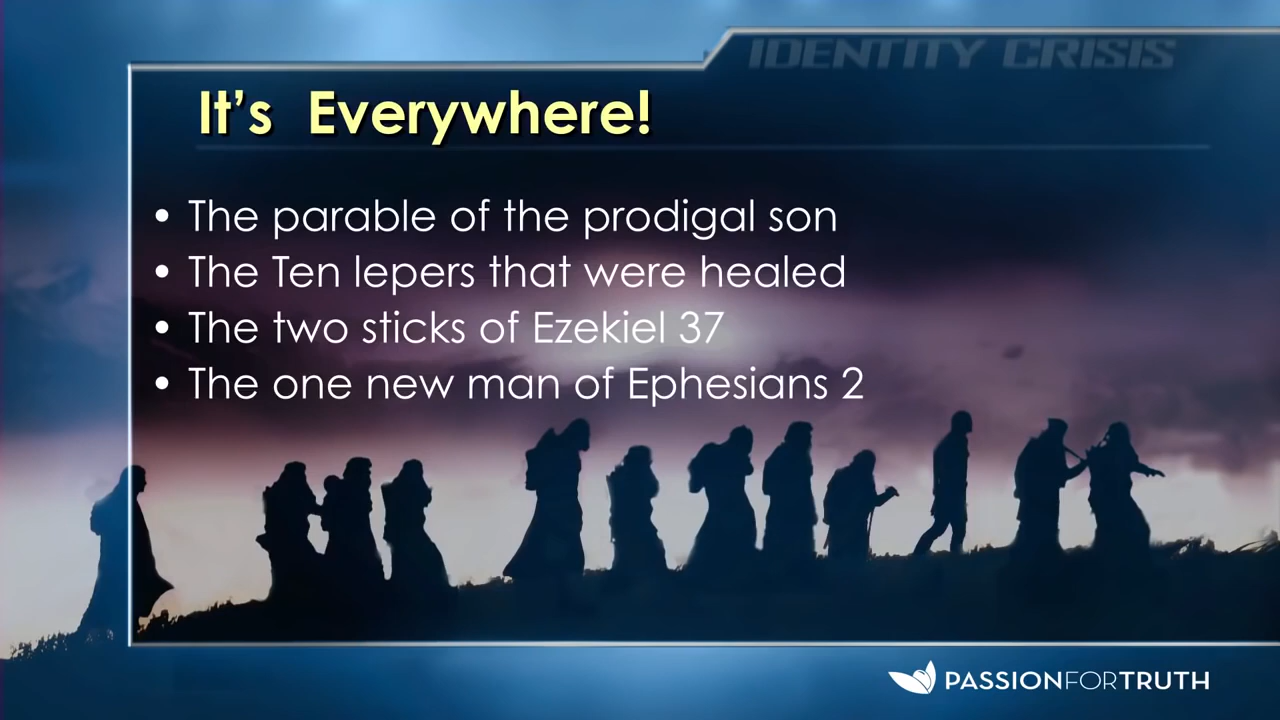 IDENTITY CRISIS
It’s Everywhere!
• The parable of the prodigal son
• The Ten lepers that were healed
• The two sticks of Ezekiel 37
• The one new man of Ephesians 2
PASSIONFORTRUTH